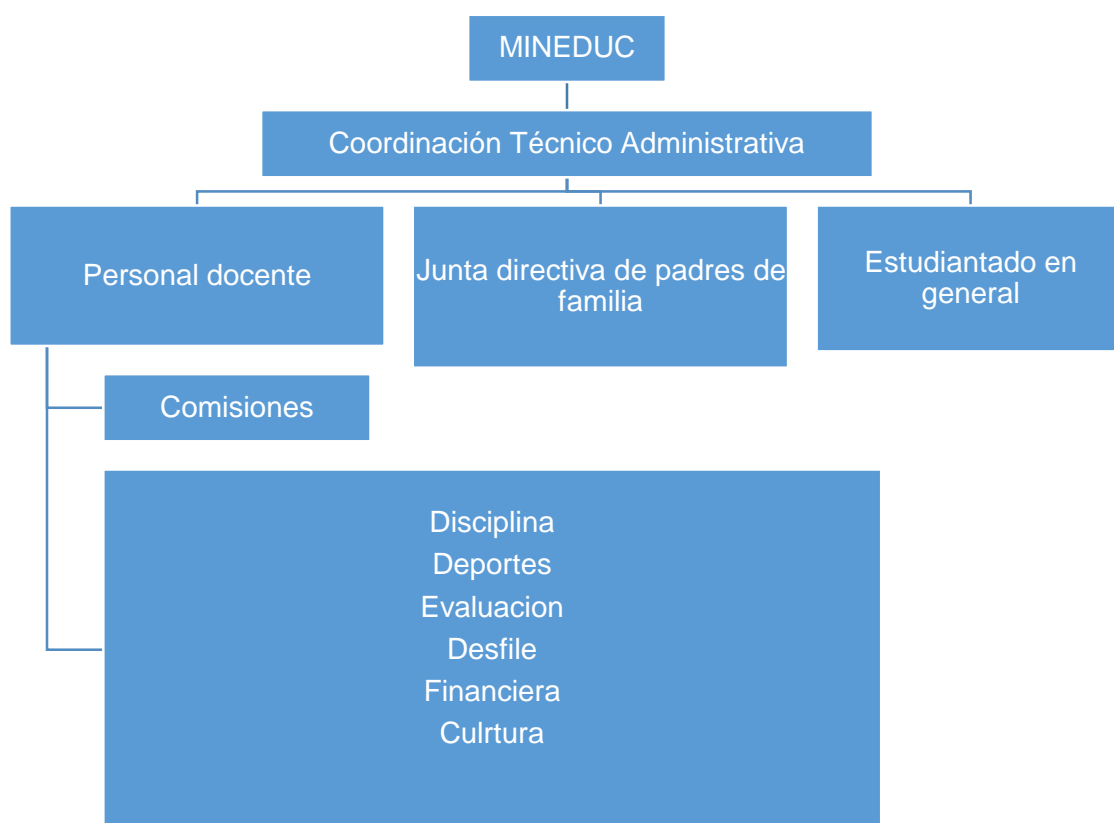 MINEDUC
Coordinación Técnico Administrativa
Personal docente
Junta directiva de padres de
familia
Estudiantado en
general
Comisiones
Disciplina
Deportes
Evaluacion
Desfile
Financiera
Culrtura